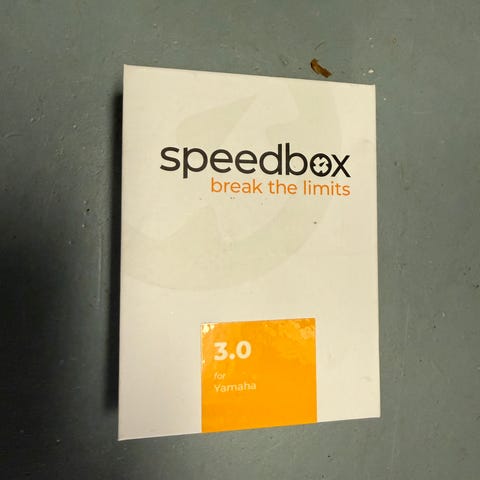 speedbox
break the limits
3.0
for
Yamaha